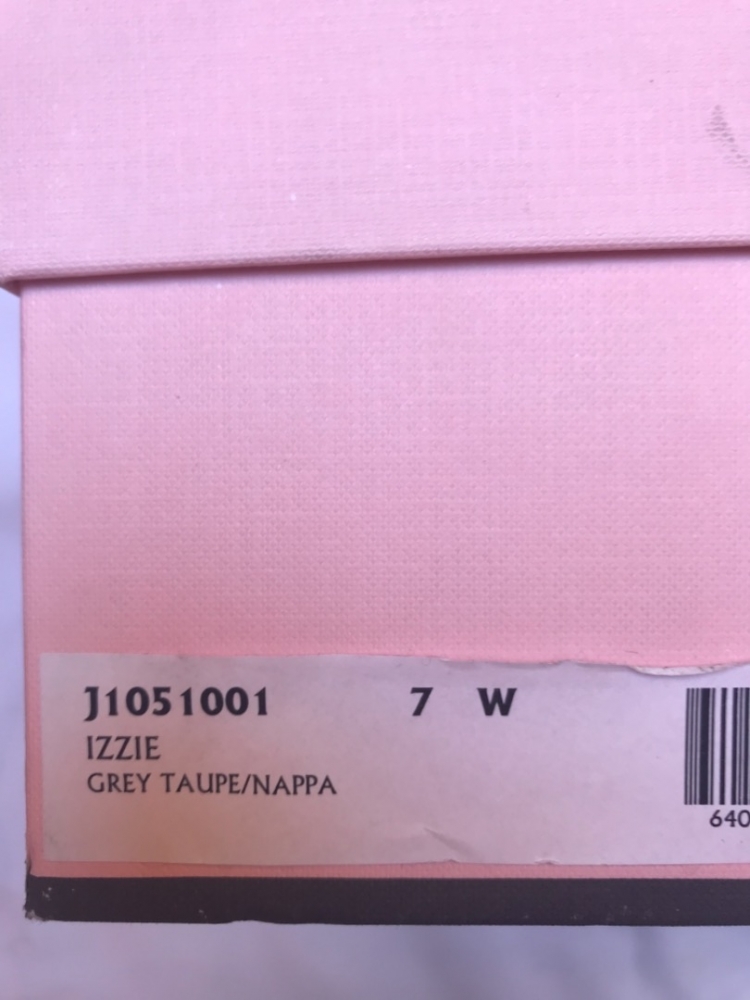 J1051001 7 W
IZZIE
GREY TAUPE/NAPPA
640